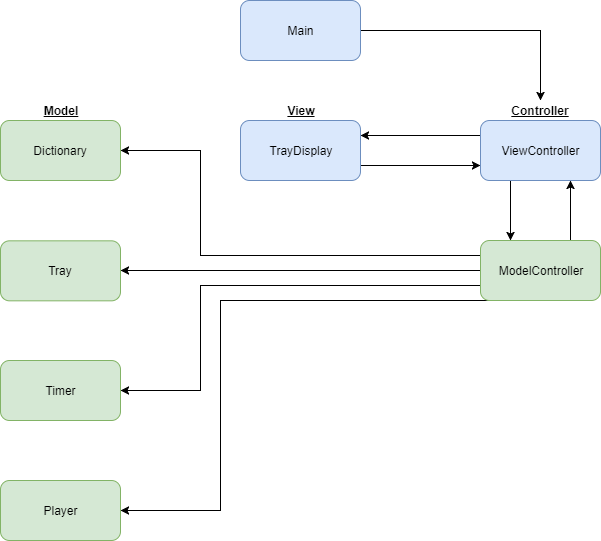 Main
Model
View
Controller
Dictionary
TrayDisplay
ViewController
Tray
ModelController
Timer
Player